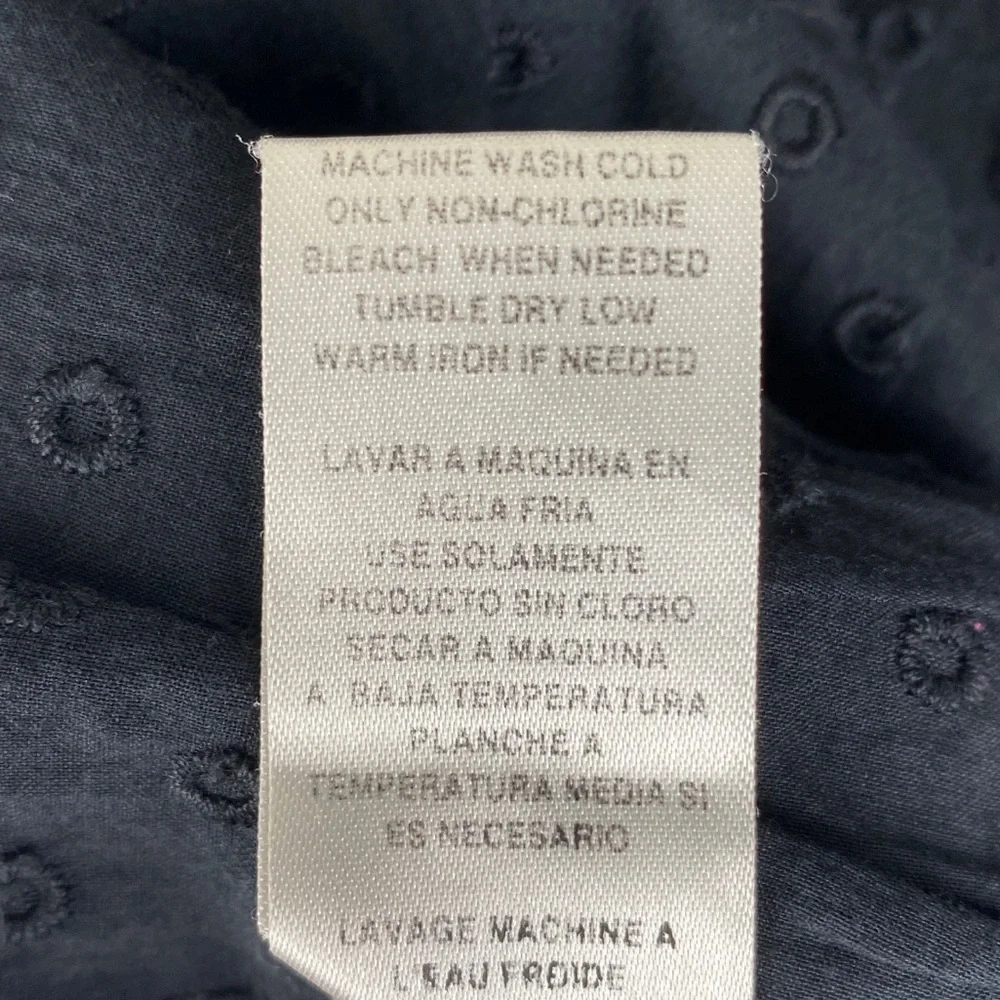 MACHINE WASH COLD
ONLY NON-CHLORINE
BLEACH WHEN NEEDED
TUMBLE DRY LOW
WARM IRON IF NEEDED
LAVAR A MAQUINA EN
AGUA FRIA
USE SOLAMENTE
PRODUCTO SIN CLORO
SECAR A MAQUINA
A BAJA TEMPERATURA
PLANCHE A
TEMPERATURA MEDIA SI
ES NECESARIO
LAVAGE MACHINE A
L'EAU FROIDE